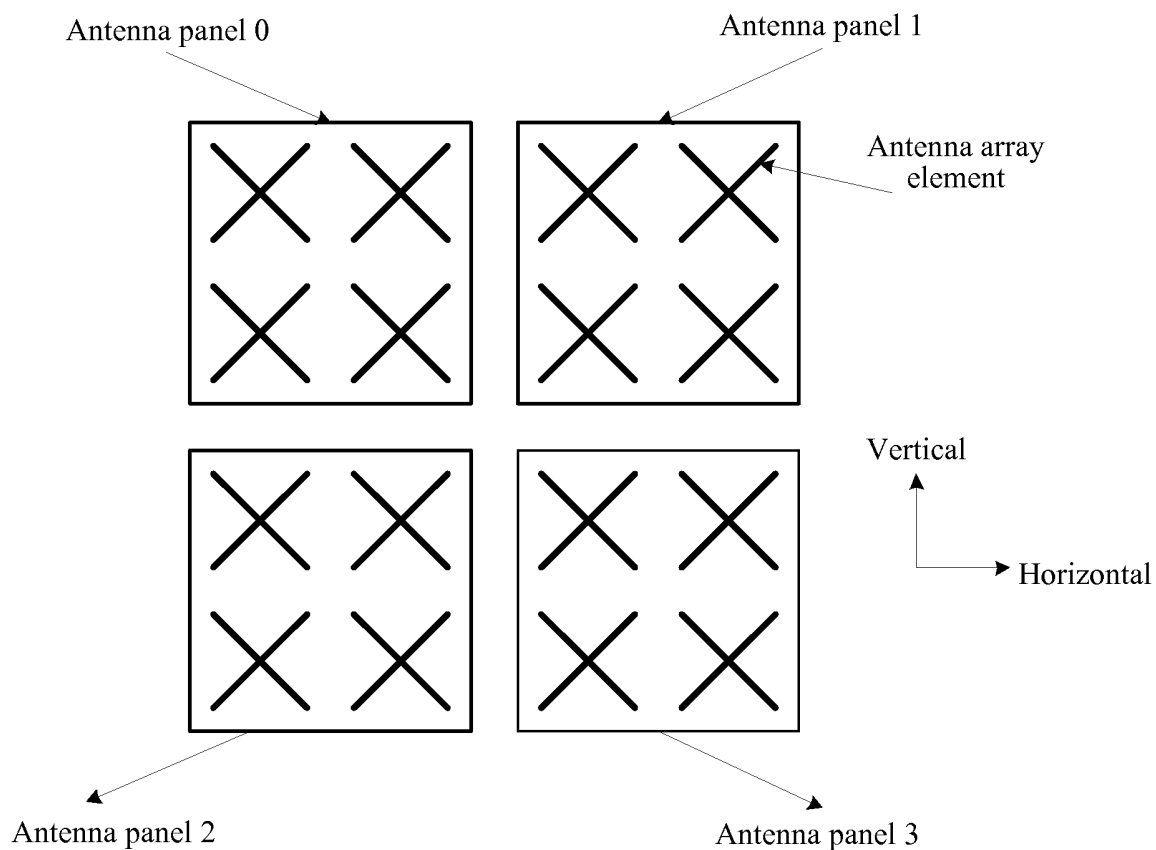 Antenna panel 0
Antenna panel 1
Antenna array
element
Vertical
Horizontal
Antenna panel 2
Antenna panel 3